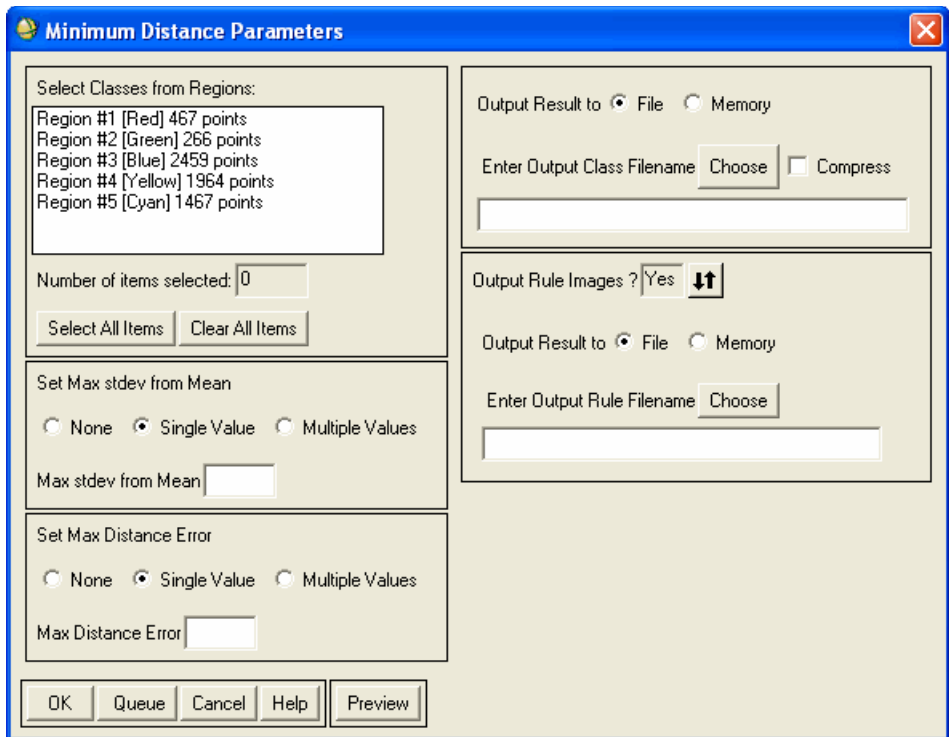 Minimum Distance Parameters
Select Classes from Regions:
Region #1 [Red] 467 points
Region #2 [Green] 266 points
Region #3 [Blue] 2459 points
Region #4 [Yellow] 1964 points
Region #5 [Cyan] 1467 points
Number of items selected: 0
Select All Items Clear All Items
Set Max stdev from Mean
None Single Value Multiple Values
Max stdev from Mean
Set Max Distance Error
None Single Value Multiple Values
Max Distance Error
OK Queue Cancel Help Preview
Output Result to File Memory
Enter Output Class Filename Choose Compress
Output Rule Images ? Yes
Output Result to File Memory
Enter Output Rule Filename Choose